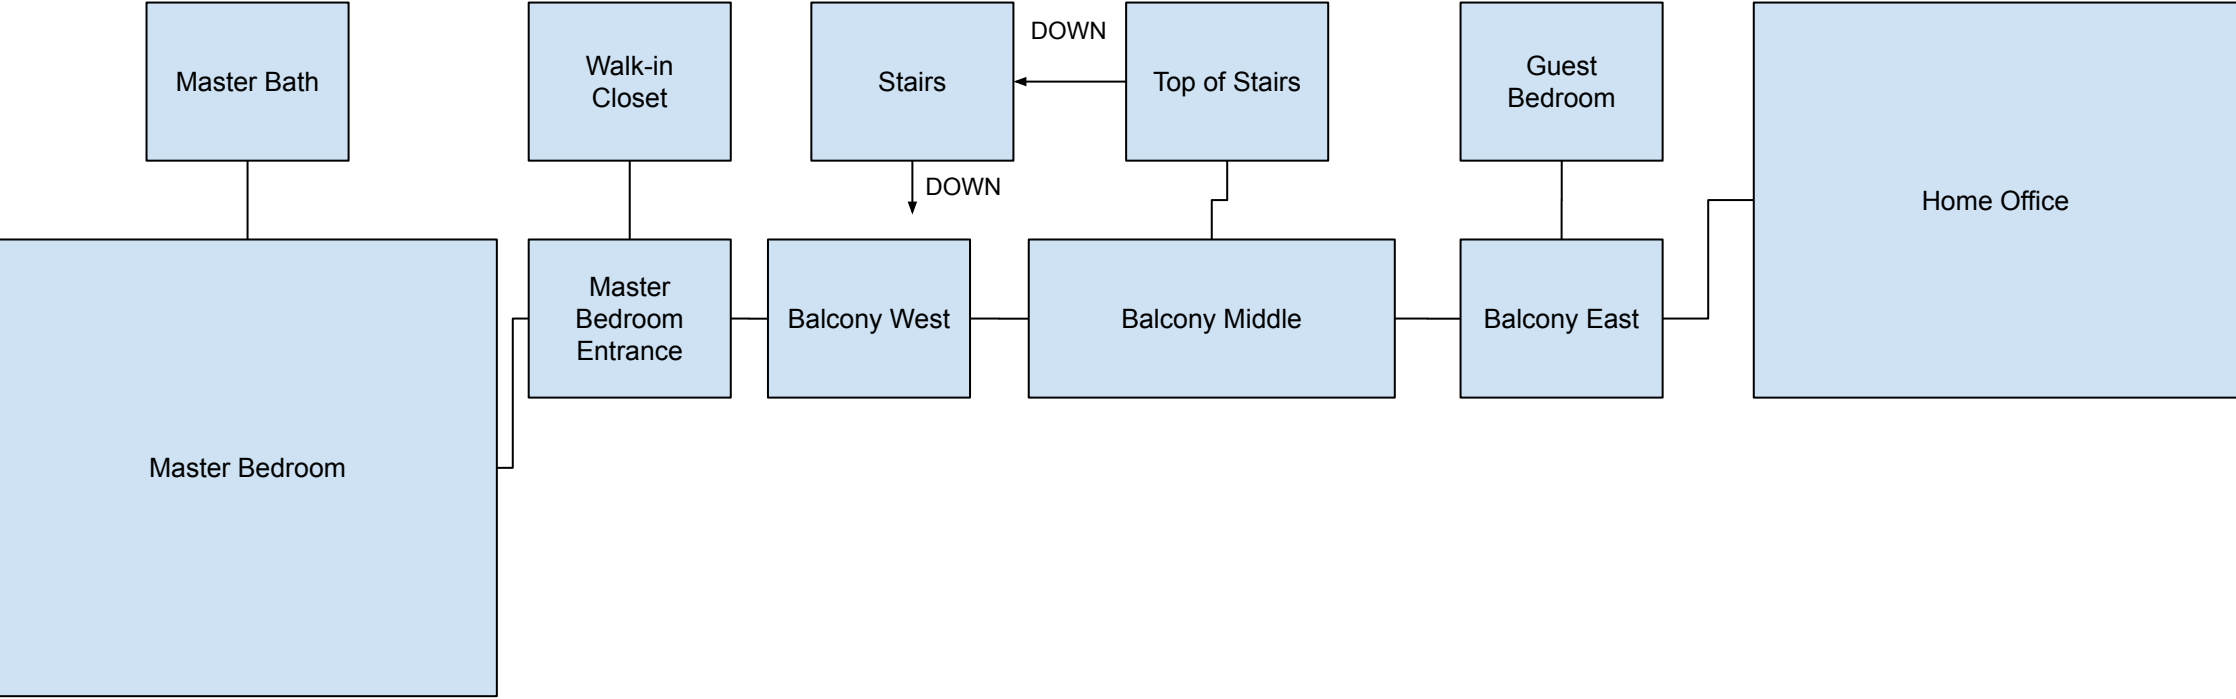 Master Bath
Walk-in
Closet
Stairs
DOWN
Top of Stairs
Guest
Bedroom
Home Office
DOWN
Master
Bedroom
Entrance
Balcony West
Balcony Middle
Balcony East
Master Bedroom